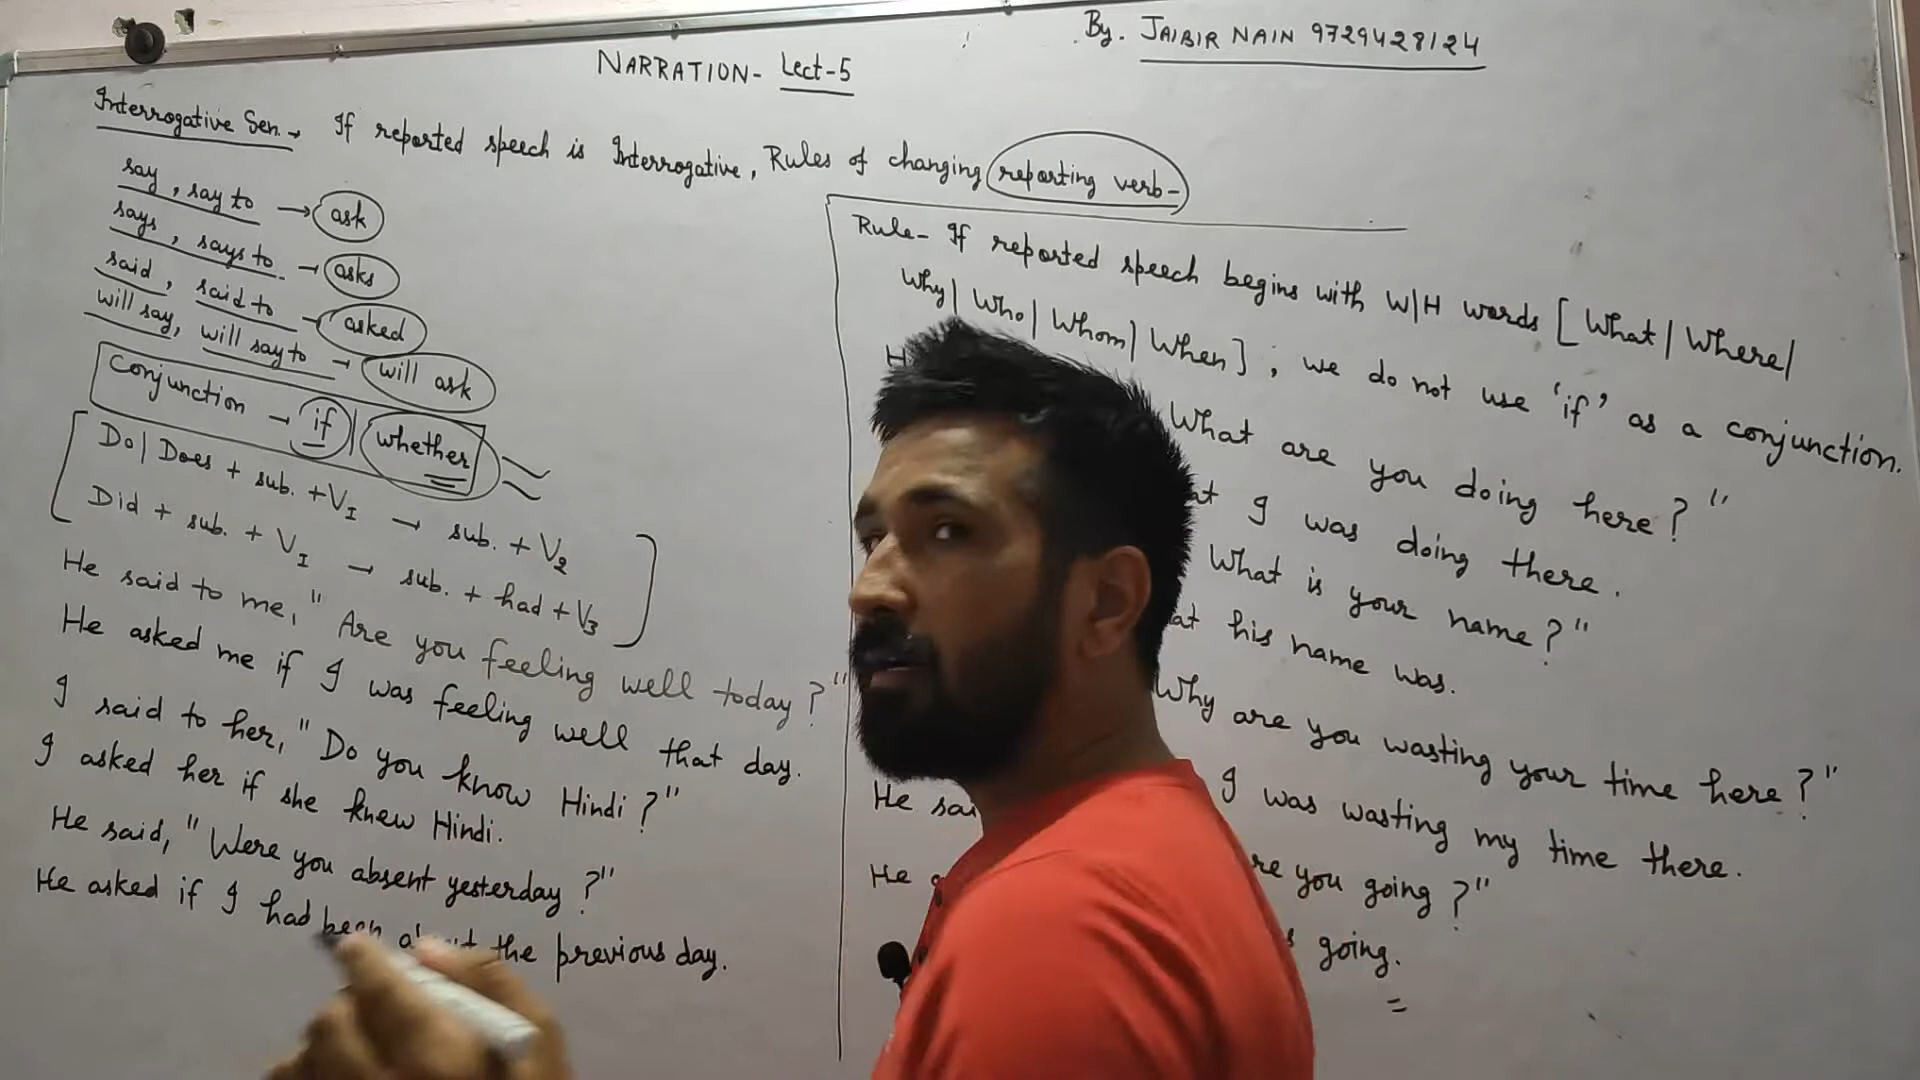 By. JAIBIR NAIN 9729428124
NARRATION- Lect-5
Interrogative Sen. → If reported speech is Interrogative, Rules of changing reporting verb-
say, say to → ask
says, says to → asks
said, said to → asked
will say, will say to → will ask
Conjunction → if | whether
Do| Does + sub. + V1 → sub. + V2
Did + sub. + V1 → sub. + had + V3
He said to me, "Are you feeling well today?"
He asked me if I was feeling well that day.
I said to her, "Do you know Hindi?"
I asked her if she knew Hindi.
He said, "Were you absent yesterday?"
He asked if I had been the previous day.
Rule- If reported speech begins with W|H words [What| Where|
Why| Who| Whom| When], we do not use 'if' as a conjunction.
What are you doing here?"
I was doing there.
What is your name?"
his name was.
Why are you wasting your time here?"
He I was wasting my time there.
He you going?"
going.